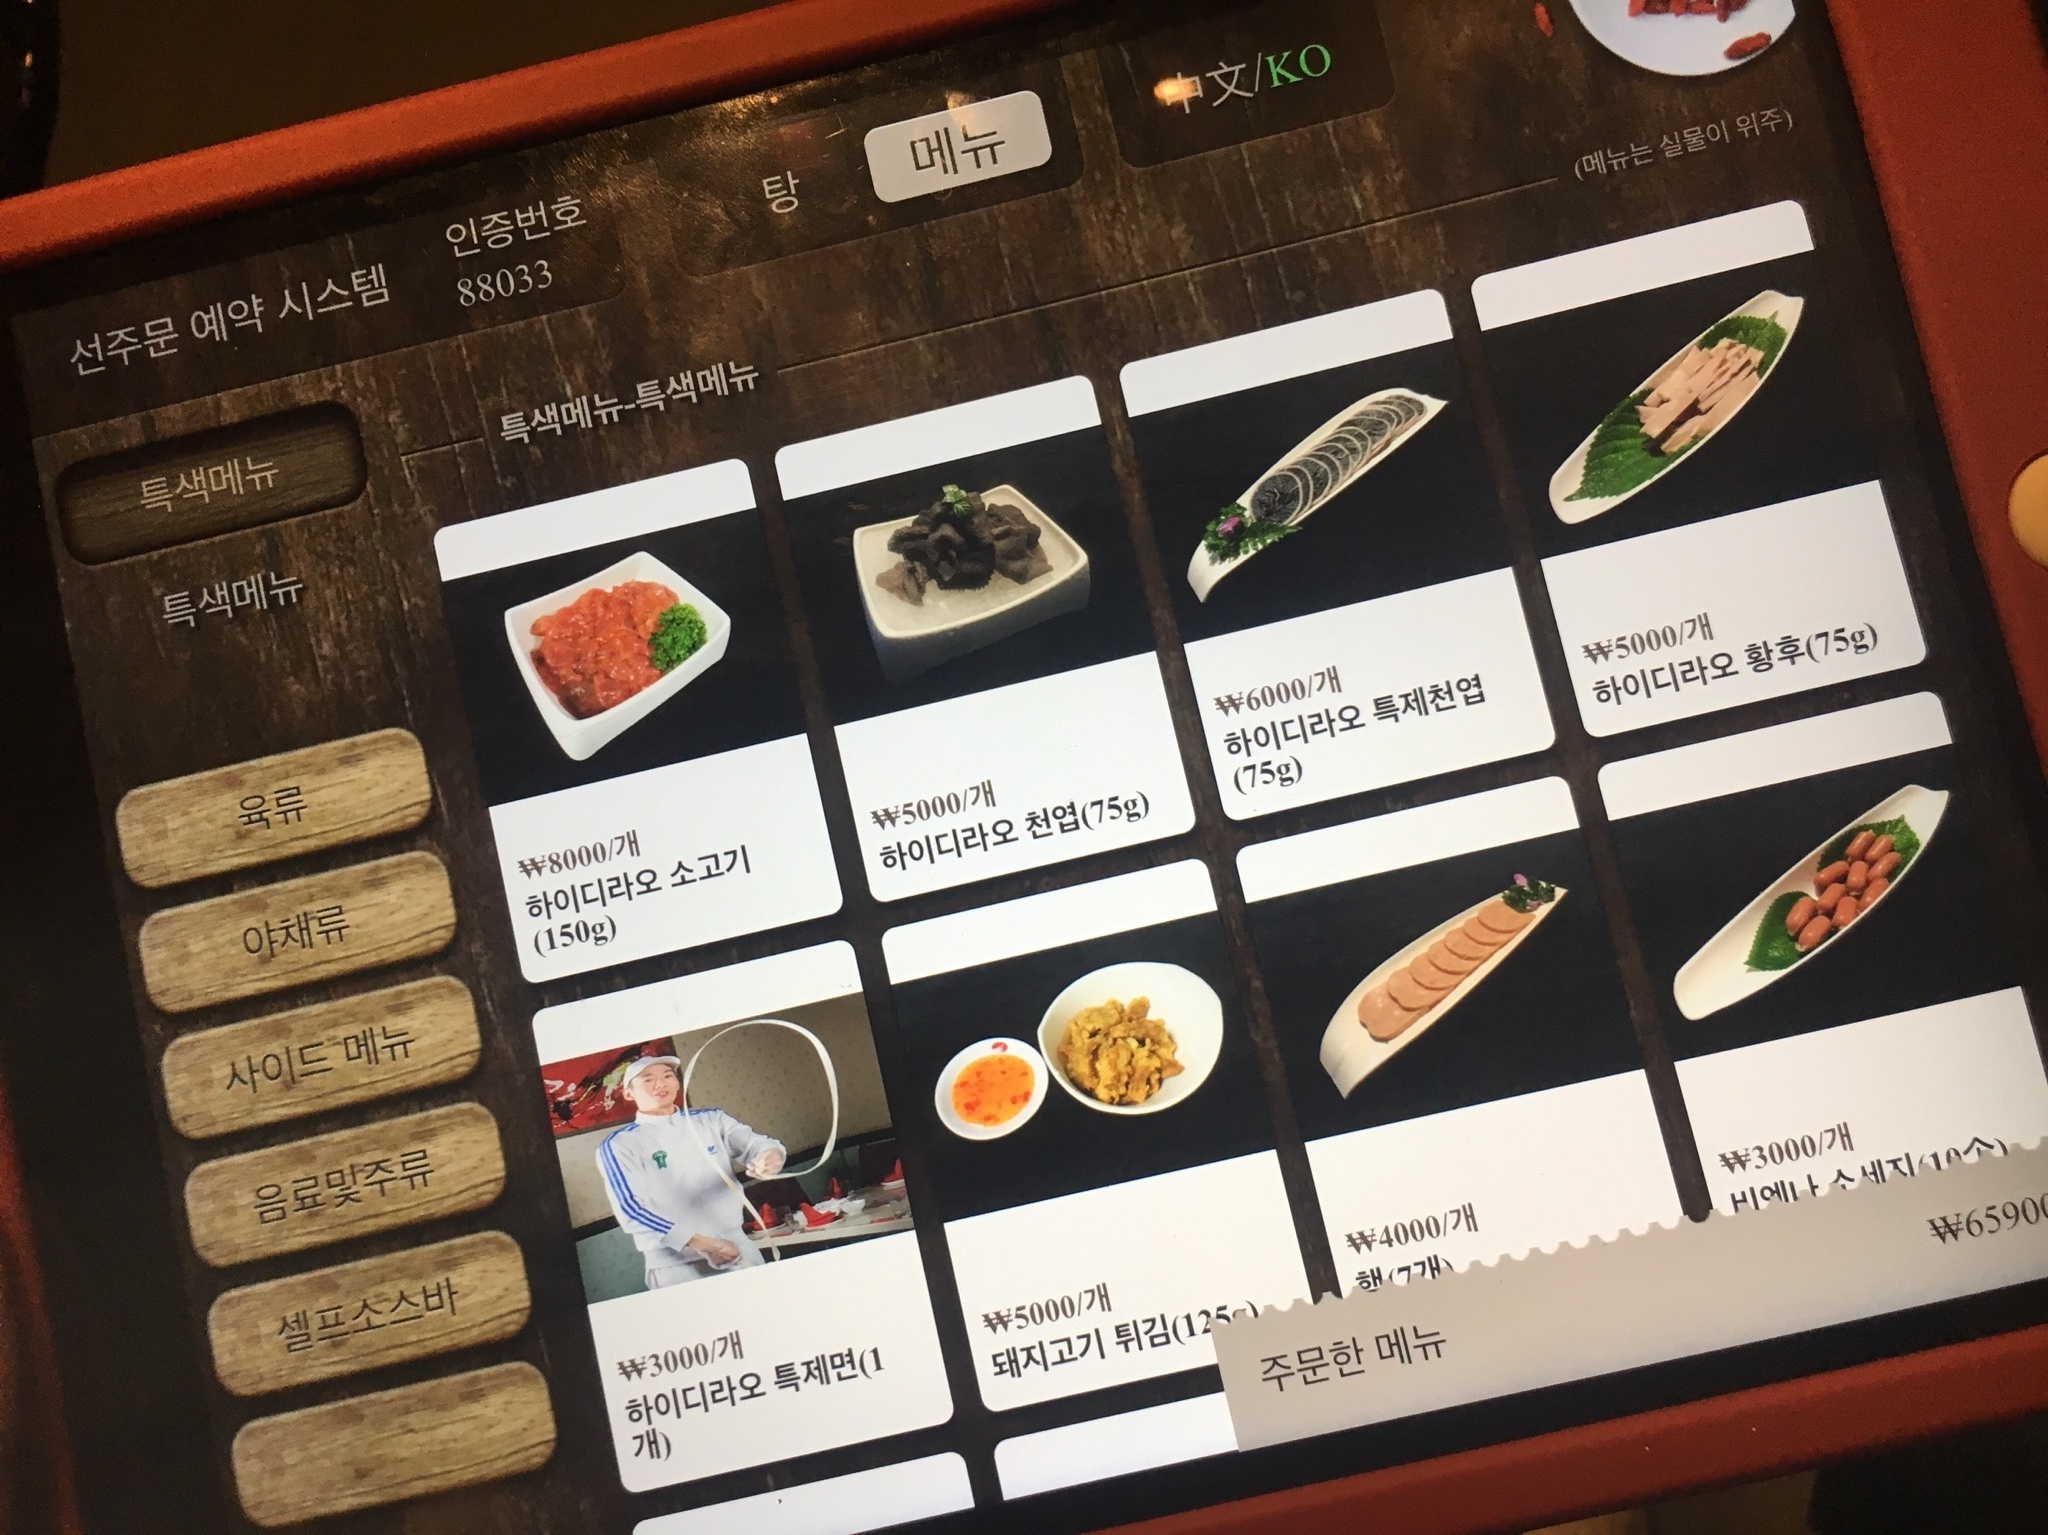 선주문 예약 시스템
인증번호
88033
탕
메뉴
中文/KO
(메뉴는 실물이 위주)
특색메뉴
특색메뉴
육류
야채류
사이드 메뉴
음료및주류
셀프소스바
특색메뉴-특색메뉴
₩8000/개
하이디라오 소고기
(150g)
₩5000/개
하이디라오 천엽(75g)
₩6000/개
하이디라오 특제천엽
(75g)
₩5000/개
하이디라오 황후(75g)
₩3000/개
하이디라오 특제면(1
개)
₩5000/개
돼지고기 튀김(125g)
₩4000/개
햄(7개)
₩3000/개
비엔나 소세지(10소)
주문한 메뉴
₩65900